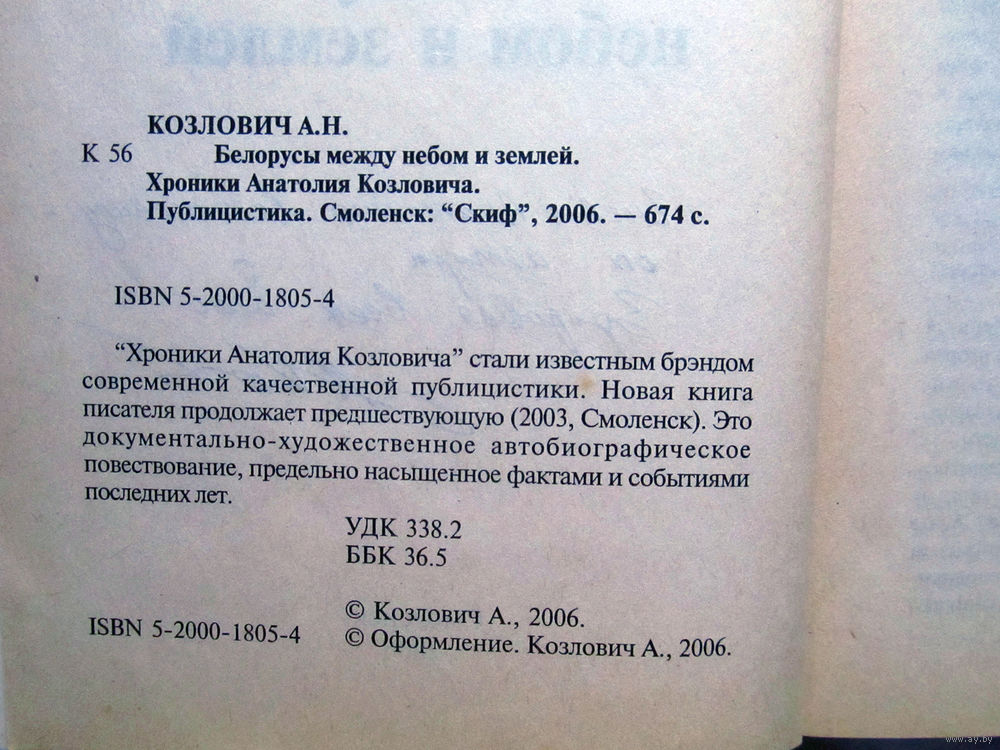 КОЗЛОВИЧ А.Н.
К 56 Белорусы между небом и землей.
Хроники Анатолия Козловича.
Публицистика. Смоленск: “Скиф”, 2006. — 674 с.
ISBN 5-2000-1805-4
“Хроники Анатолия Козловича” стали известным брэндом
современной качественной публицистики. Новая книга
писателя продолжает предшествующую (2003, Смоленск). Это
документально-художественное автобиографическое
повествование, предельно насыщенное фактами и событиями
последних лет.
УДК 338.2
ББК 36.5
© Козлович А., 2006.
ISBN 5-2000-1805-4
© Оформление. Козлович А., 2006.
www.ay.by